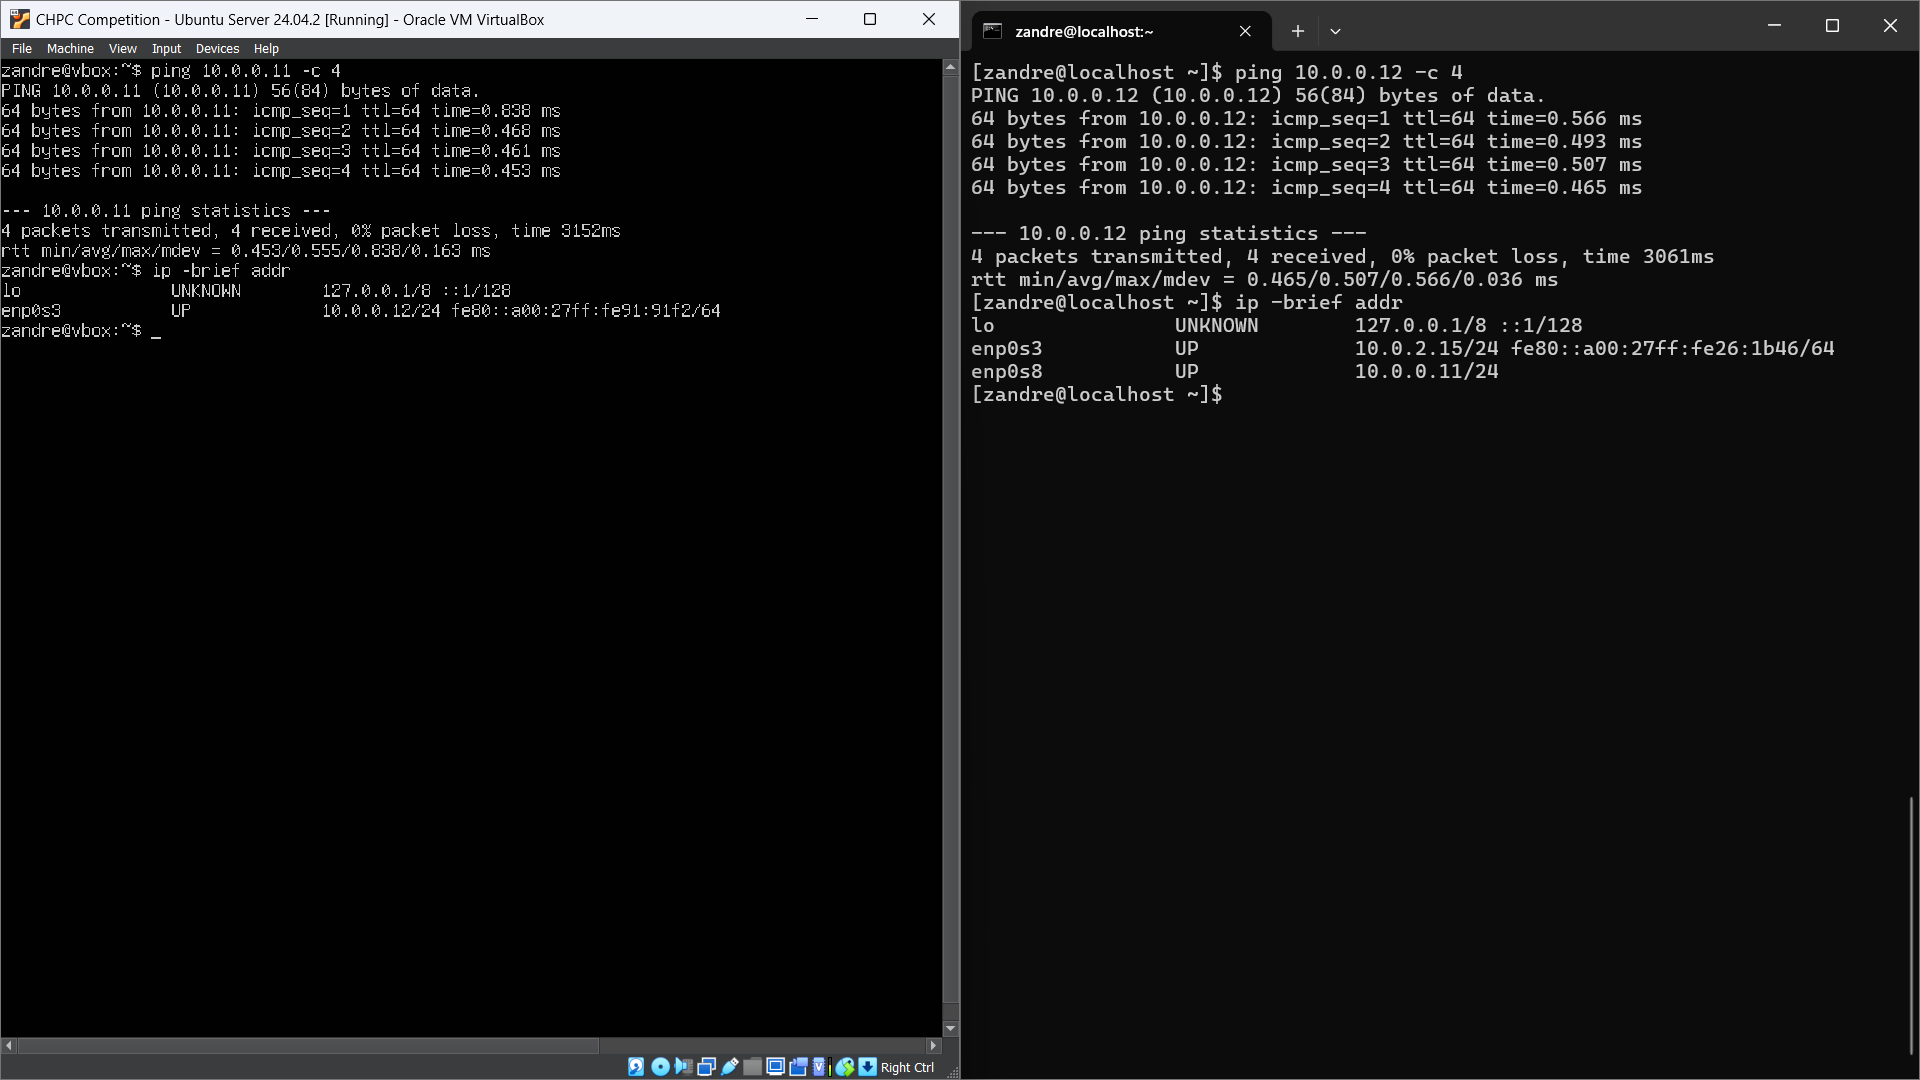 CHPC Competition - Ubuntu Server 24.04.2 [Running] - Oracle VM VirtualBox
File Machine View Input Devices Help
zandre@vbox:~$ ping 10.0.0.11 -c 4
PING 10.0.0.11 (10.0.0.11) 56(84) bytes of data.
64 bytes from 10.0.0.11: icmp_seq=1 ttl=64 time=0.838 ms
64 bytes from 10.0.0.11: icmp_seq=2 ttl=64 time=0.468 ms
64 bytes from 10.0.0.11: icmp_seq=3 ttl=64 time=0.461 ms
64 bytes from 10.0.0.11: icmp_seq=4 ttl=64 time=0.453 ms
--- 10.0.0.11 ping statistics ---
4 packets transmitted, 4 received, 0% packet loss, time 3152ms
rtt min/avg/max/mdev = 0.453/0.555/0.838/0.163 ms
zandre@vbox:~$ ip -brief addr
lo UNKNOWN 127.0.0.1/8 ::1/128
enp0s3 UP 10.0.0.12/24 fe80::a00:27ff:fe91:91f2/64
zandre@vbox:~$ _
Right Ctrl
zandre@localhost:~
[zandre@localhost ~]$ ping 10.0.0.12 -c 4
PING 10.0.0.12 (10.0.0.12) 56(84) bytes of data.
64 bytes from 10.0.0.12: icmp_seq=1 ttl=64 time=0.566 ms
64 bytes from 10.0.0.12: icmp_seq=2 ttl=64 time=0.493 ms
64 bytes from 10.0.0.12: icmp_seq=3 ttl=64 time=0.507 ms
64 bytes from 10.0.0.12: icmp_seq=4 ttl=64 time=0.465 ms
--- 10.0.0.12 ping statistics ---
4 packets transmitted, 4 received, 0% packet loss, time 3061ms
rtt min/avg/max/mdev = 0.465/0.507/0.566/0.036 ms
[zandre@localhost ~]$ ip -brief addr
lo UNKNOWN 127.0.0.1/8 ::1/128
enp0s3 UP 10.0.2.15/24 fe80::a00:27ff:fe26:1b46/64
enp0s8 UP 10.0.0.11/24
[zandre@localhost ~]$